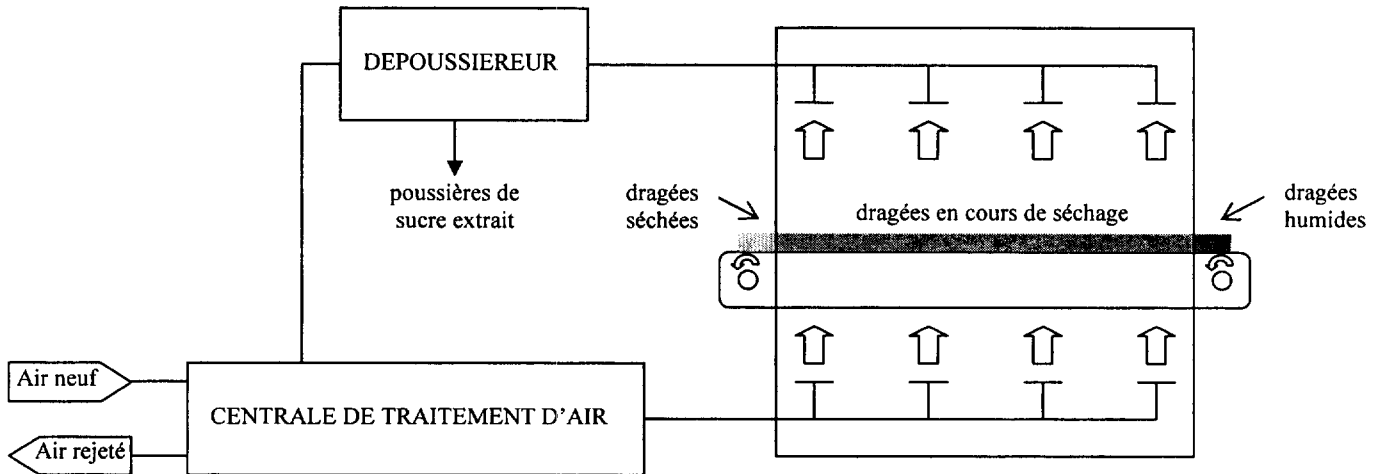 DEPOUSSIEREUR
poussières de
sucre extrait
dragées
séchées
dragées en cours de séchage
dragées
humides
Air neuf
CENTRALE DE TRAITEMENT D'AIR
Air rejeté